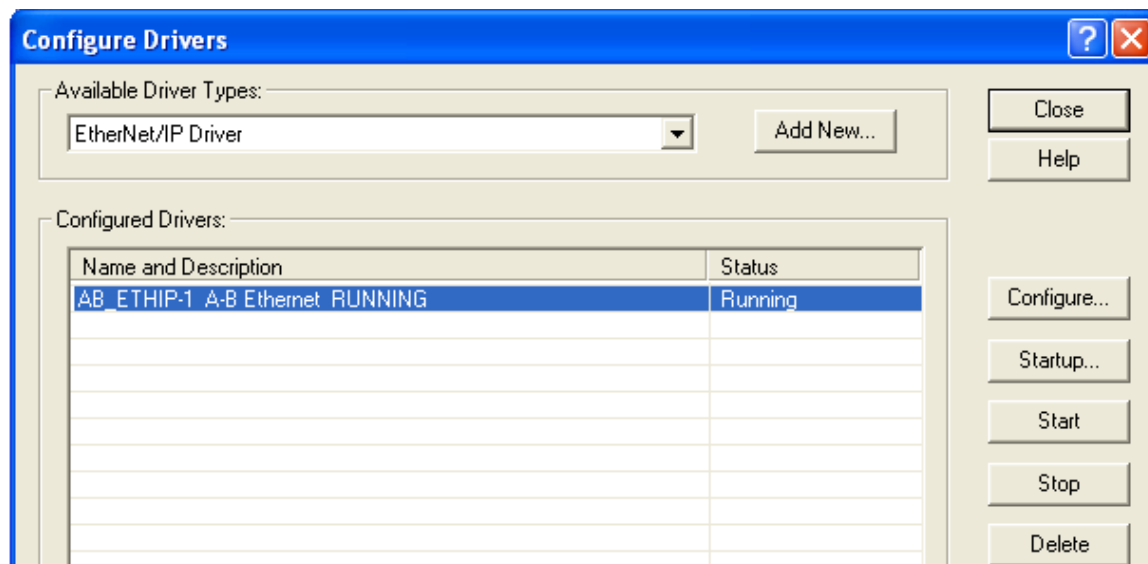 Configure Drivers
Available Driver Types:
EtherNet/IP Driver
Add New...
Close
Help
Configured Drivers:
Name and Description
Status
AB_ETHIP-1 A-B Ethernet RUNNING
Running
Configure...
Startup...
Start
Stop
Delete